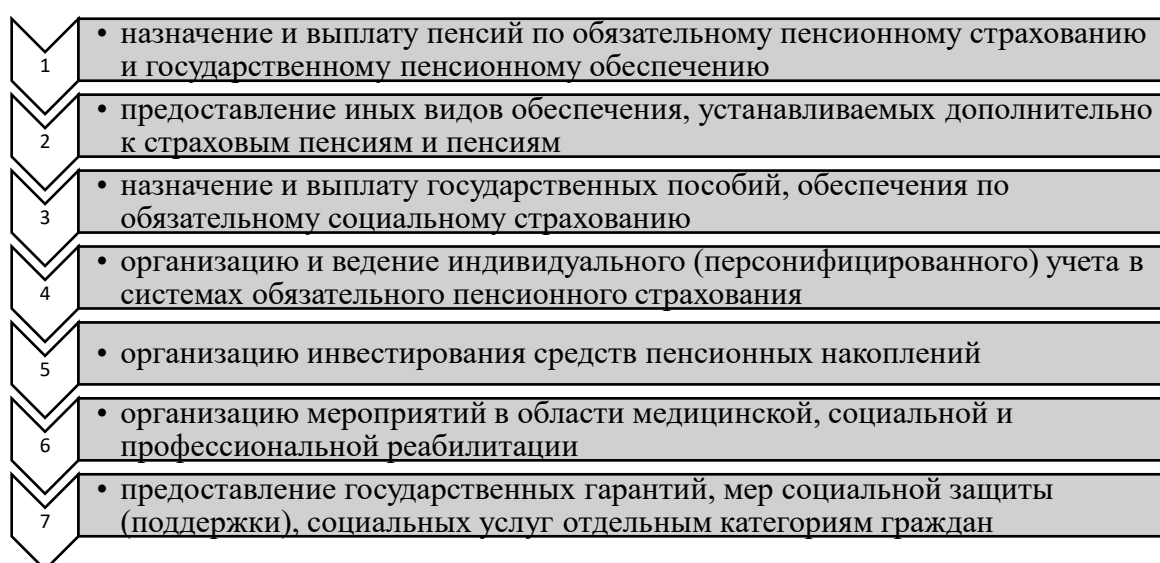 1
• назначение и выплату пенсий по обязательному пенсионному страхованию
и государственному пенсионному обеспечению
2
• предоставление иных видов обеспечения, устанавливаемых дополнительно
к страховым пенсиям и пенсиям
3
• назначение и выплату государственных пособий, обеспечения по
обязательному социальному страхованию
4
• организацию и ведение индивидуального (персонифицированного) учета в
системах обязательного пенсионного страхования
5
• организацию инвестирования средств пенсионных накоплений
6
• организацию мероприятий в области медицинской, социальной и
профессиональной реабилитации
7
• предоставление государственных гарантий, мер социальной защиты
(поддержки), социальных услуг отдельным категориям граждан